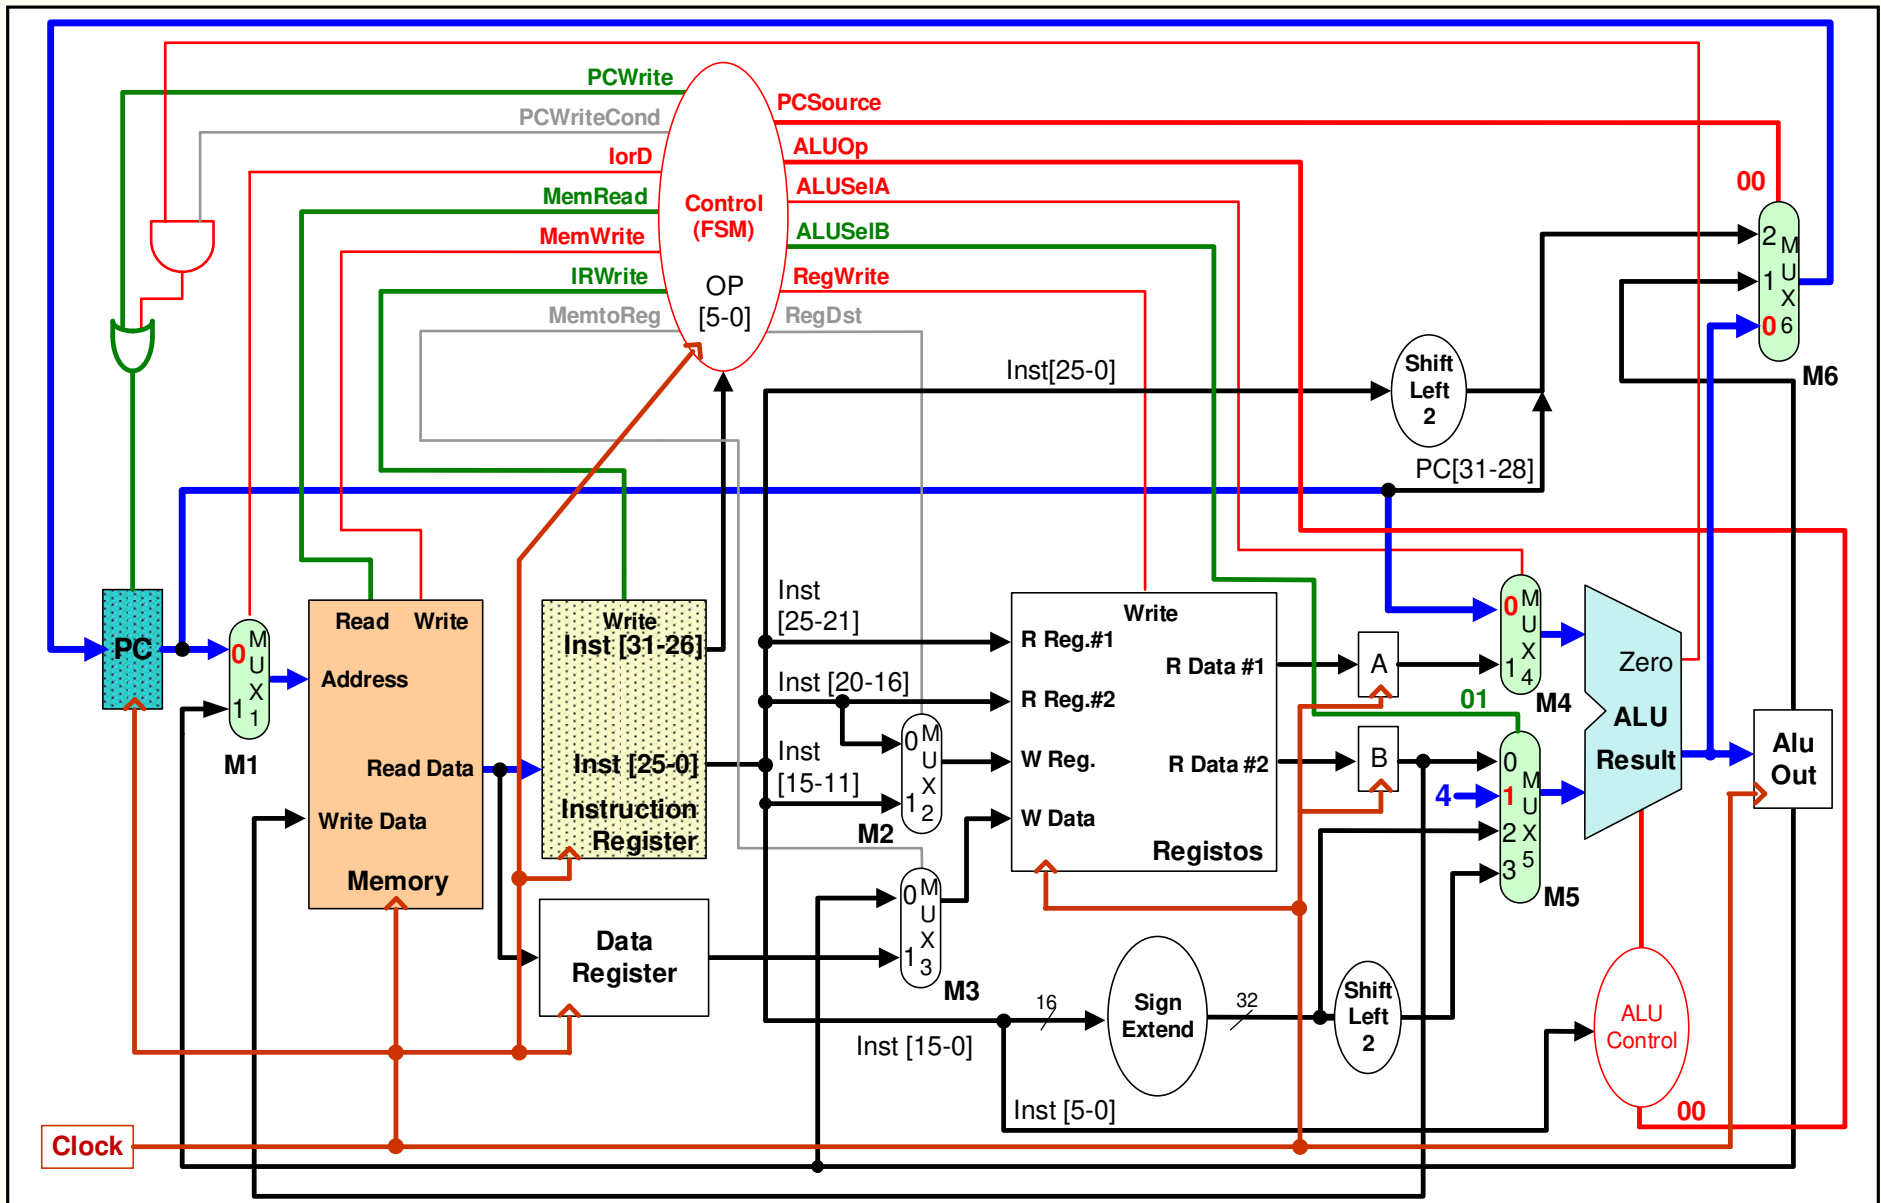 PCWrite
PCWriteCond
IorD
MemRead
MemWrite
IRWrite
MemtoReg
PCSource
ALUOp
ALUSelA
ALUSelB
RegWrite
RegDst
Control
(FSM)
OP
[5-0]
00
2
1
0
M
U
X
6
M6
Inst[25-0]
Shift
Left
2
PC[31-28]
PC
0
1
M
U
X
1
M1
Read
Write
Address
Read Data
Write Data
Memory
Write
Inst [31-26]
Inst [25-0]
Instruction
Register
Data
Register
Inst
[25-21]
Inst [20-16]
Inst
[15-11]
0
1
M
U
X
2
M2
0
1
M
U
X
3
M3
Write
R Reg.#1
R Reg.#2
W Reg.
W Data
R Data #1
R Data #2
Registos
A
B
0
1
M
U
X
4
M4
01
4
0
1
2
3
M
U
X
5
M5
Zero
ALU
Result
Alu
Out
Inst [15-0]
16
Sign
Extend
32
Shift
Left
2
ALU
Control
00
Inst [5-0]
Clock